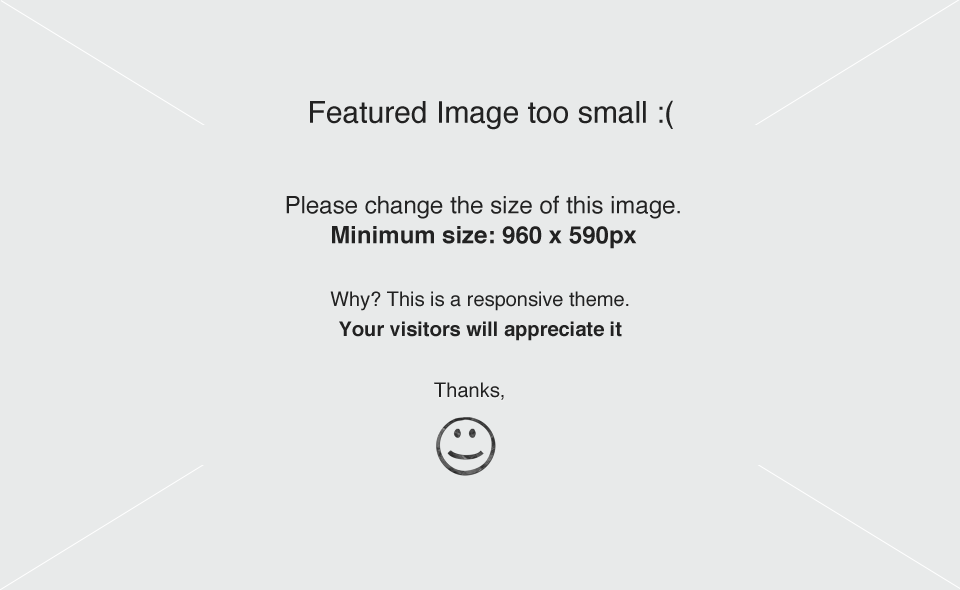 Featured Image too small :(
Please change the size of this image.
Minimum size: 960 x 590px
Why? This is a responsive theme.
Your visitors will appreciate it
Thanks,